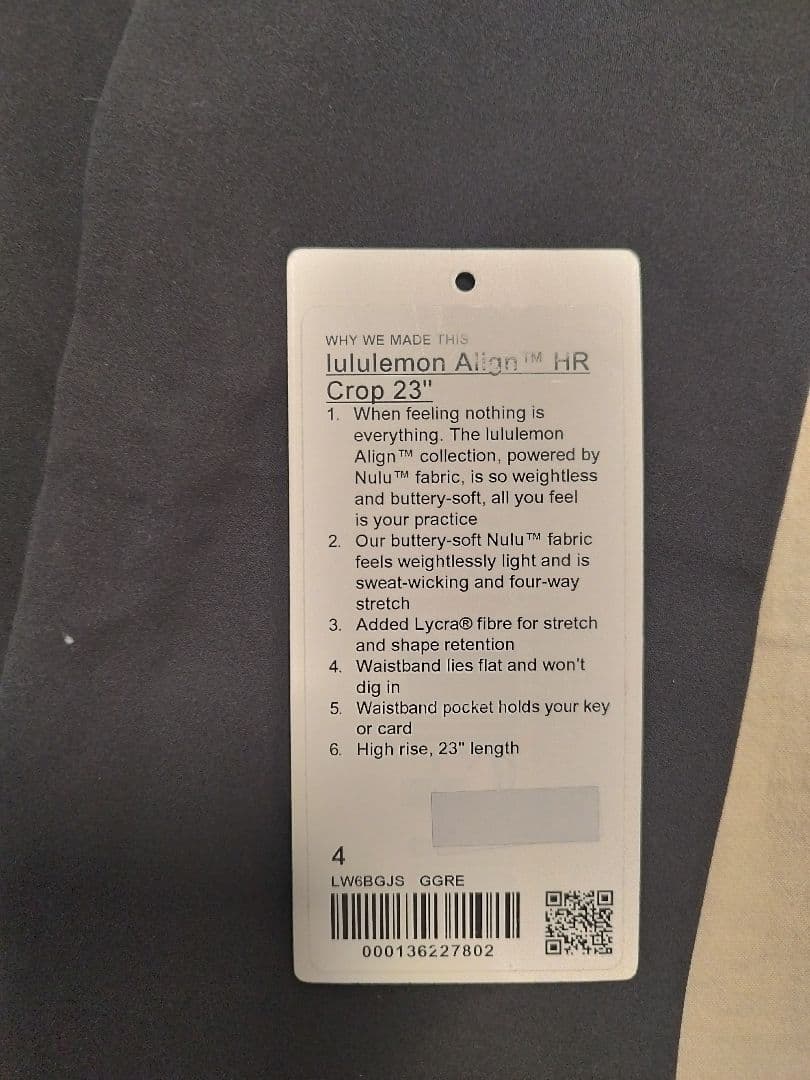 WHY WE MADE THIS
lululemon Align™ HR
Crop 23"
1. When feeling nothing is
everything. The lululemon
Align™ collection, powered by
Nulu™ fabric, is so weightless
and buttery-soft, all you feel
is your practice
2. Our buttery-soft Nulu™ fabric
feels weightlessly light and is
sweat-wicking and four-way
stretch
3. Added Lycra® fibre for stretch
and shape retention
4. Waistband lies flat and won't
dig in
5. Waistband pocket holds your key
or card
6. High rise, 23" length
4
LW6BGJS GGRE
000136227802